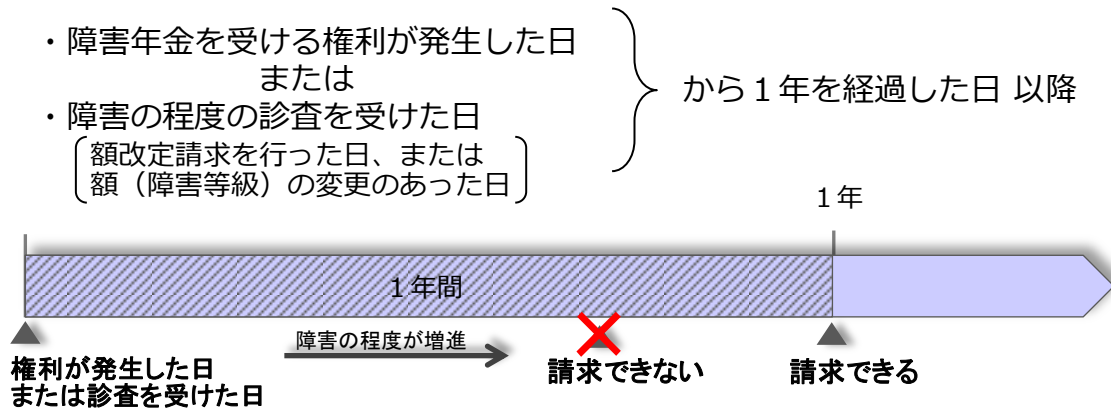 ・障害年金を受ける権利が発生した日
または
・障害の程度の診査を受けた日
額改定請求を行った日、または
額（障害等級）の変更のあった日
から１年を経過した日 以降
１年
１年間
障害の程度が増進
権利が発生した日
または診査を受けた日
請求できない
請求できる